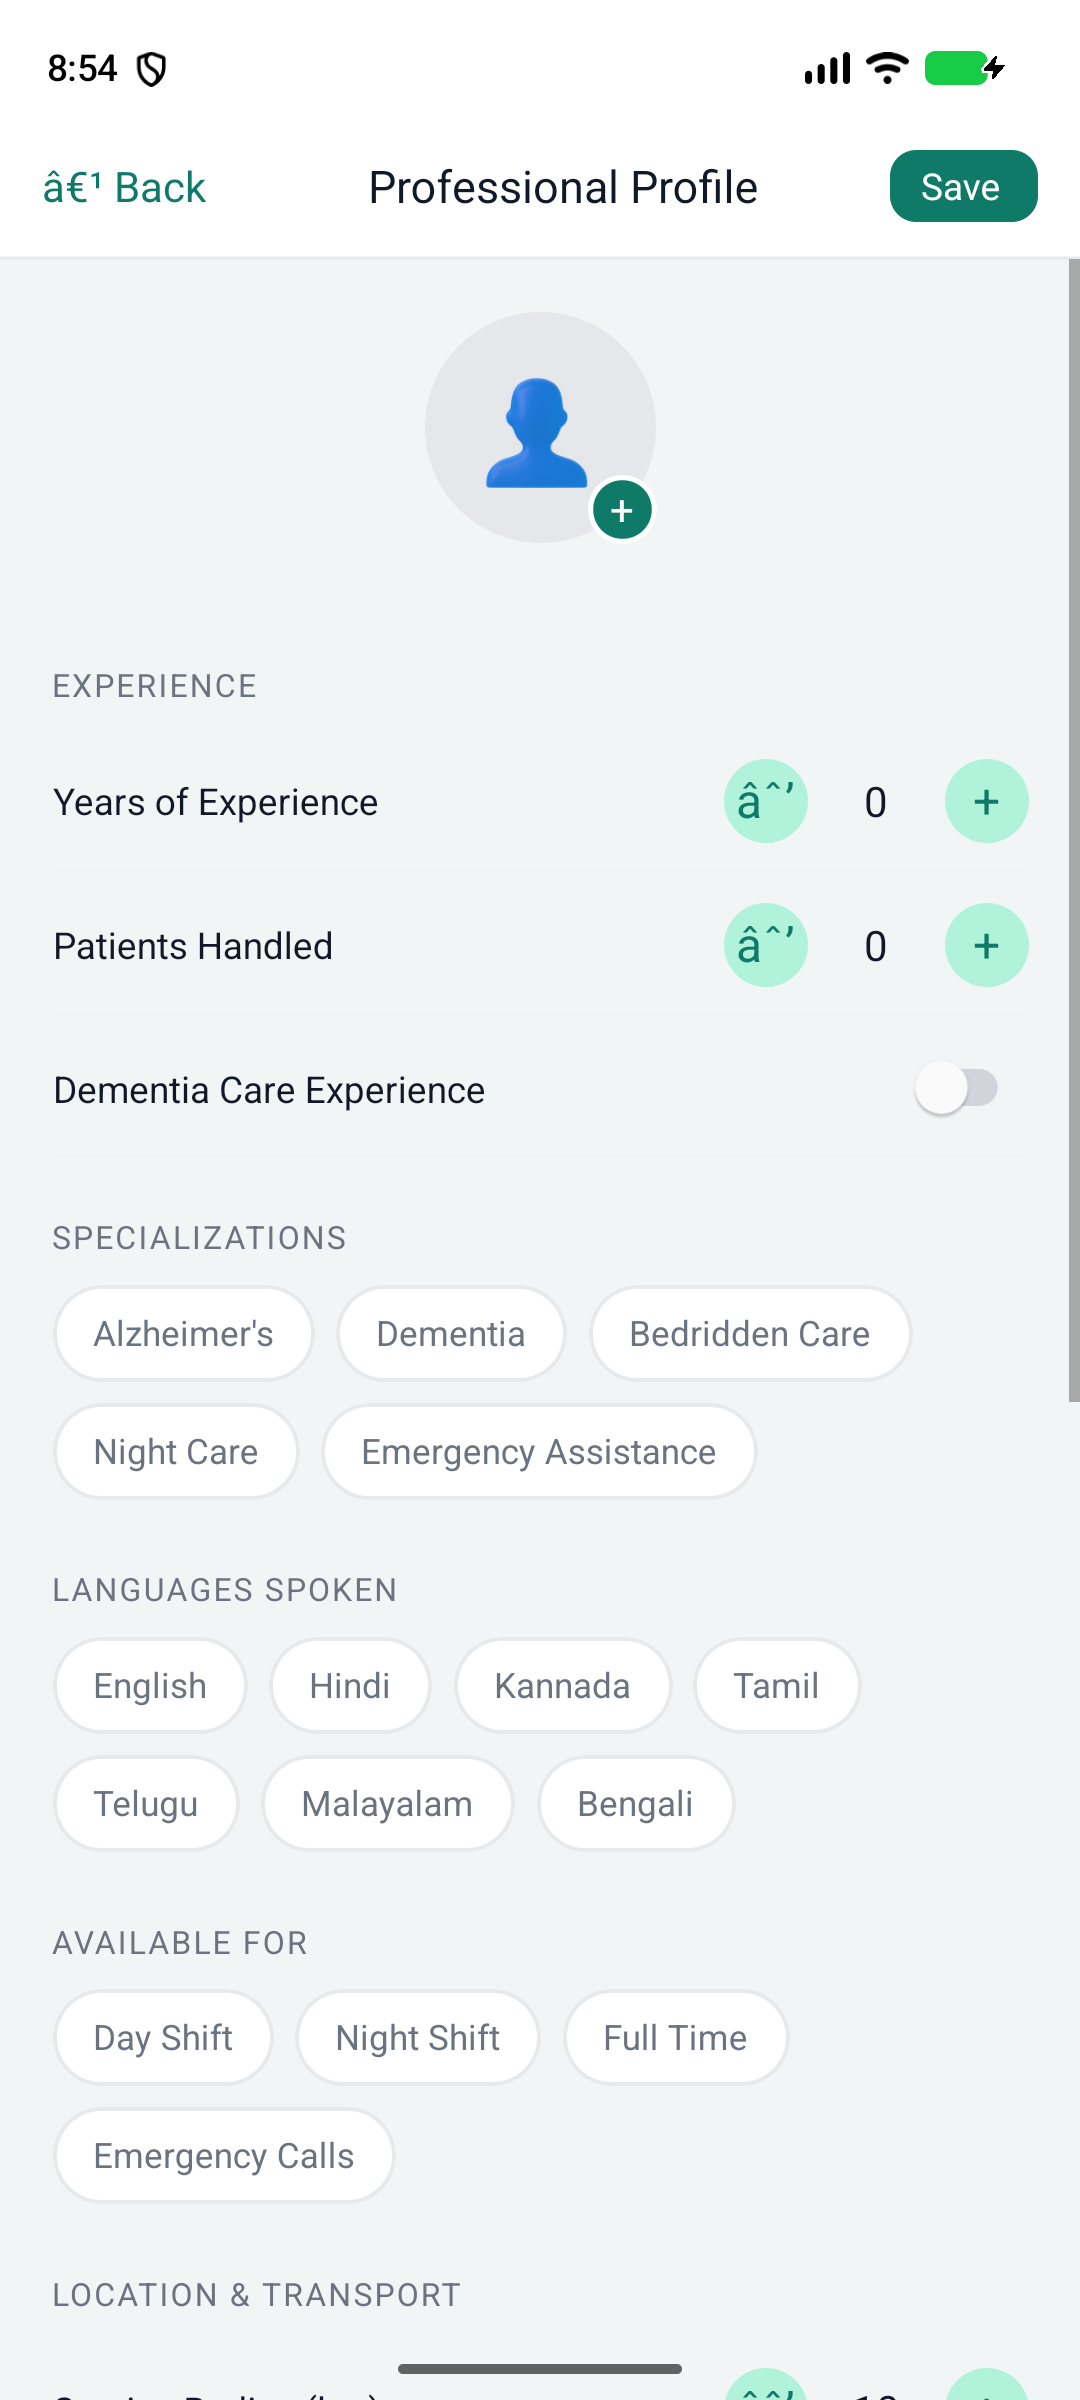 8:54
â€¹ Back
Professional Profile
Save
+
EXPERIENCE
Years of Experience
âˆ’
0
+
Patients Handled
âˆ’
0
+
Dementia Care Experience
SPECIALIZATIONS
Alzheimer's
Dementia
Bedridden Care
Night Care
Emergency Assistance
LANGUAGES SPOKEN
English
Hindi
Kannada
Tamil
Telugu
Malayalam
Bengali
AVAILABLE FOR
Day Shift
Night Shift
Full Time
Emergency Calls
LOCATION & TRANSPORT